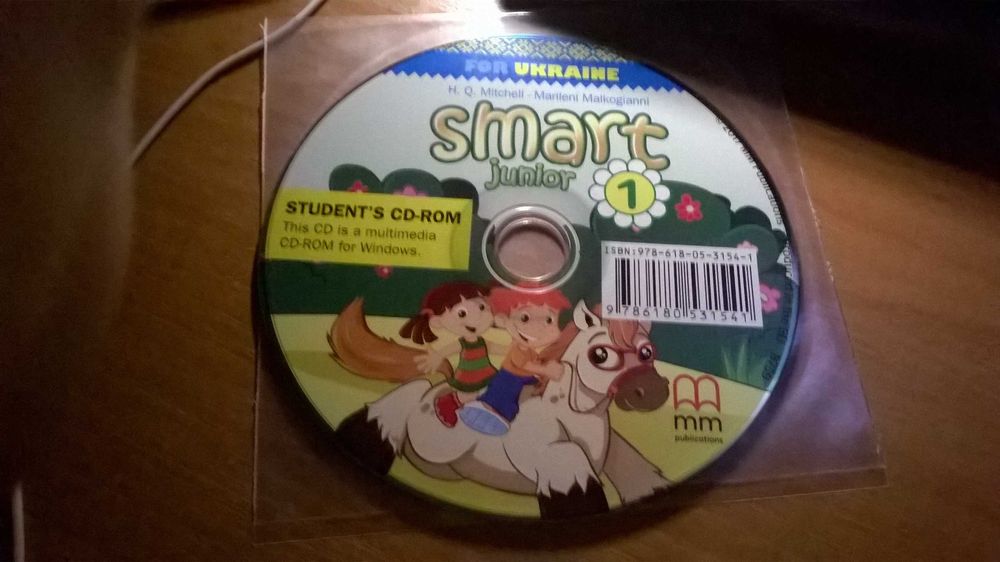 FOR UKRAINE
H. Q. Mitchell - Marileni Malkogianni
smart
junior
1
STUDENT'S CD-ROM
This CD is a multimedia
CD-ROM for Windows.
ISBN:978-618-05-3154-1
9 786180 531541
mm
publications